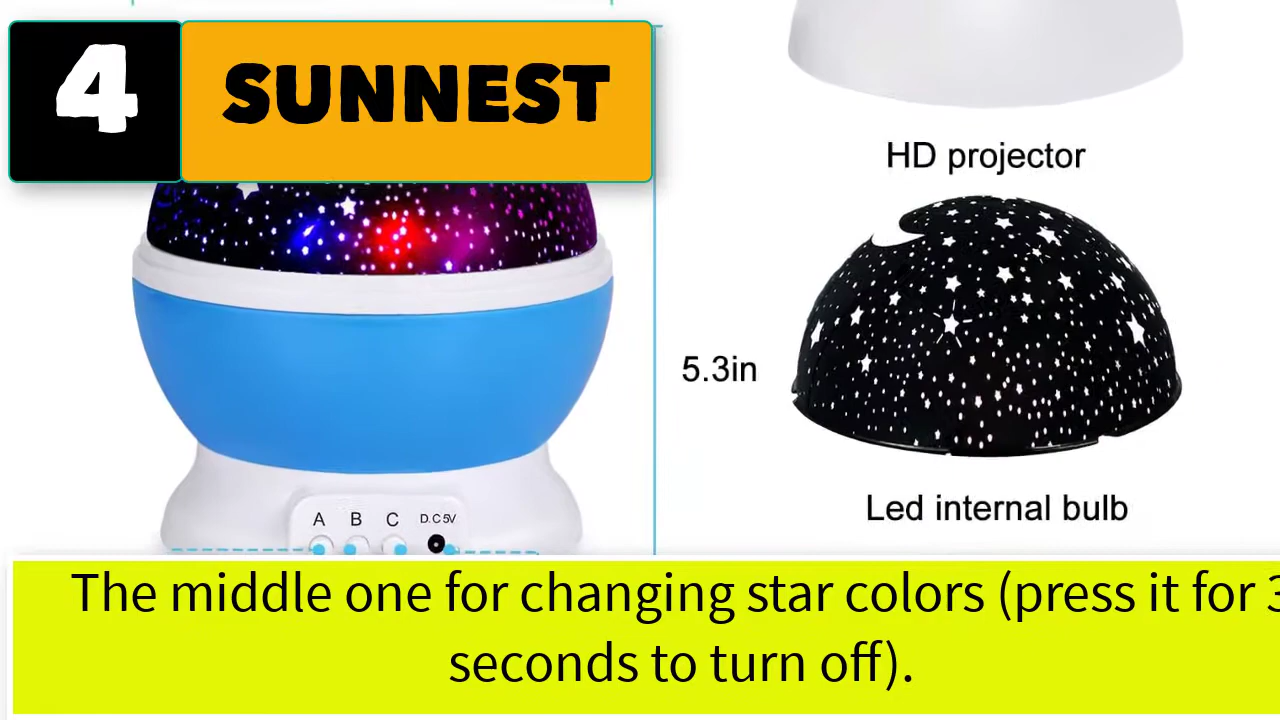 4 SUNNEST
HD projector
5.3in
Led internal bulb
A B C D.C5V
The middle one for changing star colors (press it for 3
seconds to turn off).